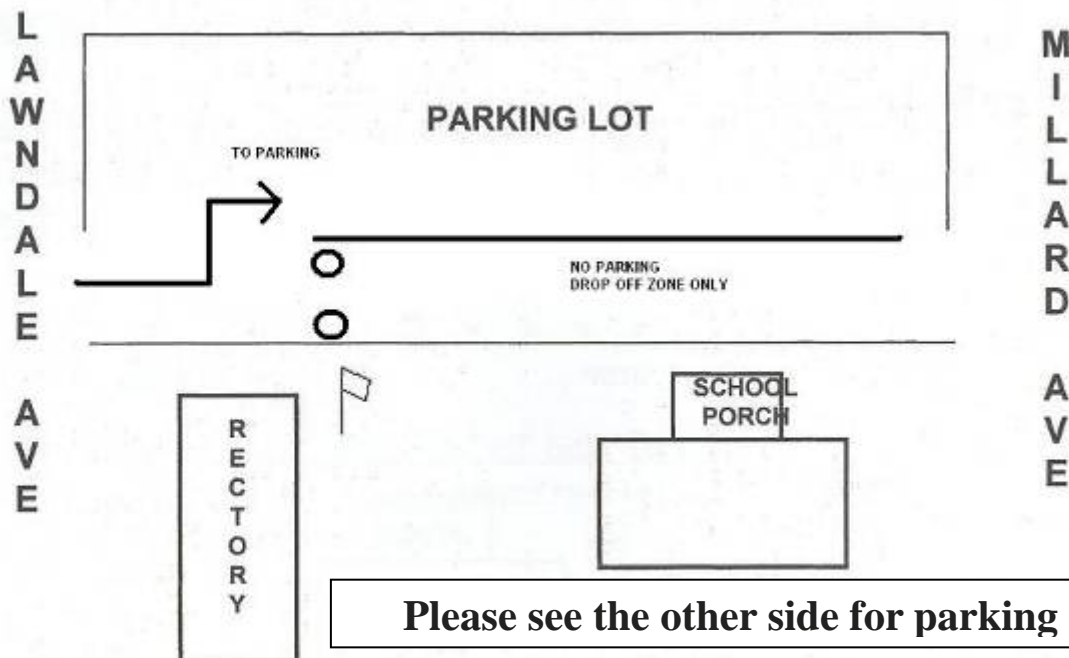 LAWNDALE AVE
PARKING LOT
TO PARKING
NO PARKING
DROP OFF ZONE ONLY
MILLARD AVE
SCHOOL
PORCH
RECTORY
Please see the other side for parking